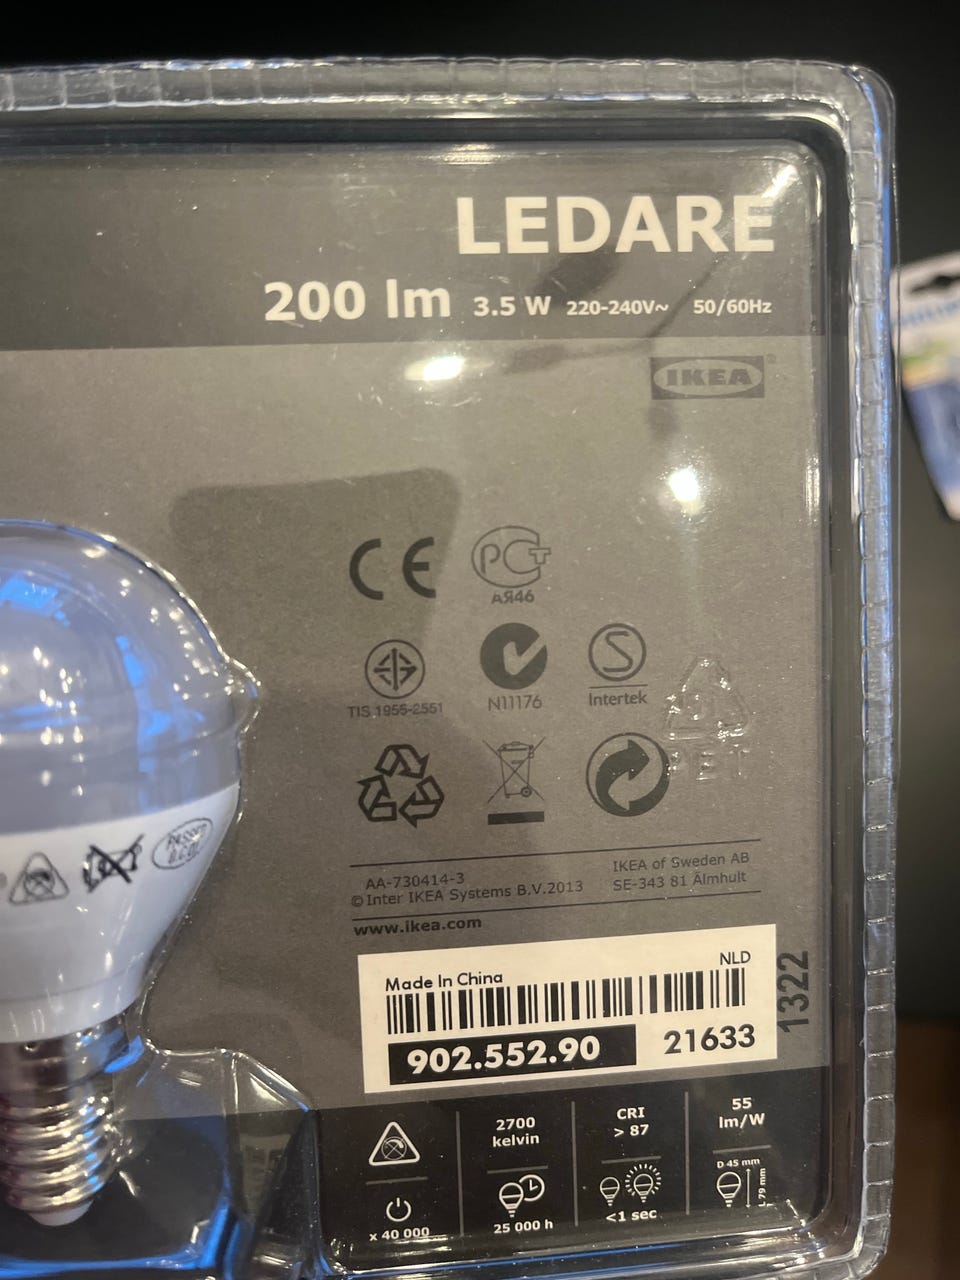 LEDARE
200 lm 3.5 W 220-240V~ 50/60Hz
IKEA®
CE PCT
АЯ46
S
TIS 1955-2551 N11176 Intertek
PET
PASSED
Q.C.01
AA-730414-3
© Inter IKEA Systems B.V.2013
IKEA of Sweden AB
SE-343 81 Älmhult
www.ikea.com
NLD
Made In China
902.552.90 21633
1322
2700
kelvin
CRI
> 87
55
lm/W
x 40 000
25 000 h
<1 sec
D 45 mm
79 mm